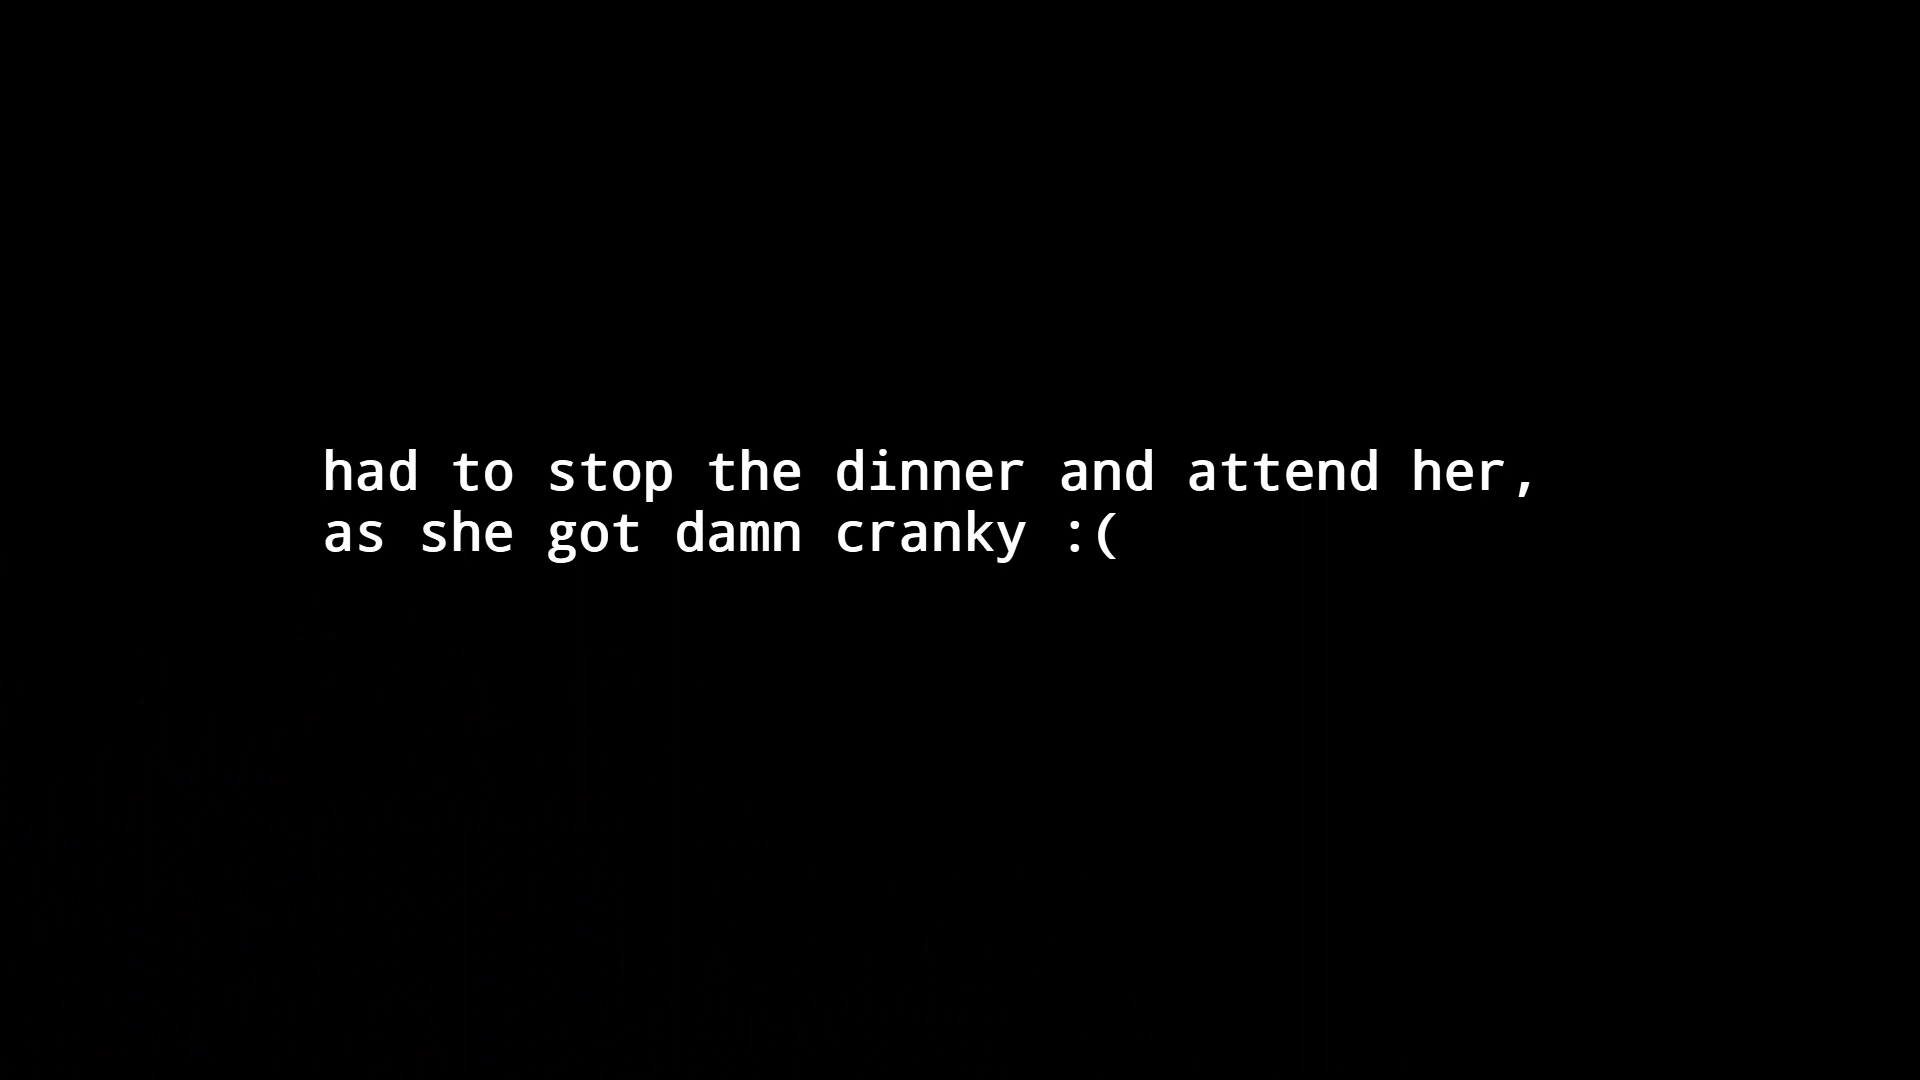 had to stop the dinner and attend her,
as she got damn cranky :(